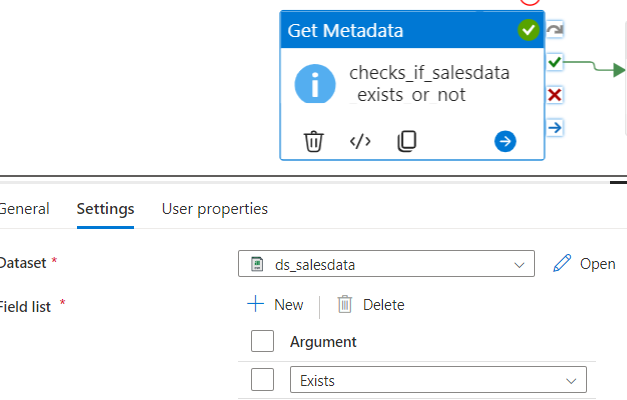 Get Metadata
checks_if_salesdata
_exists_or_not
General
Settings
User properties
Dataset *
ds_salesdata
Open
Field list *
New
Delete
Argument
Exists